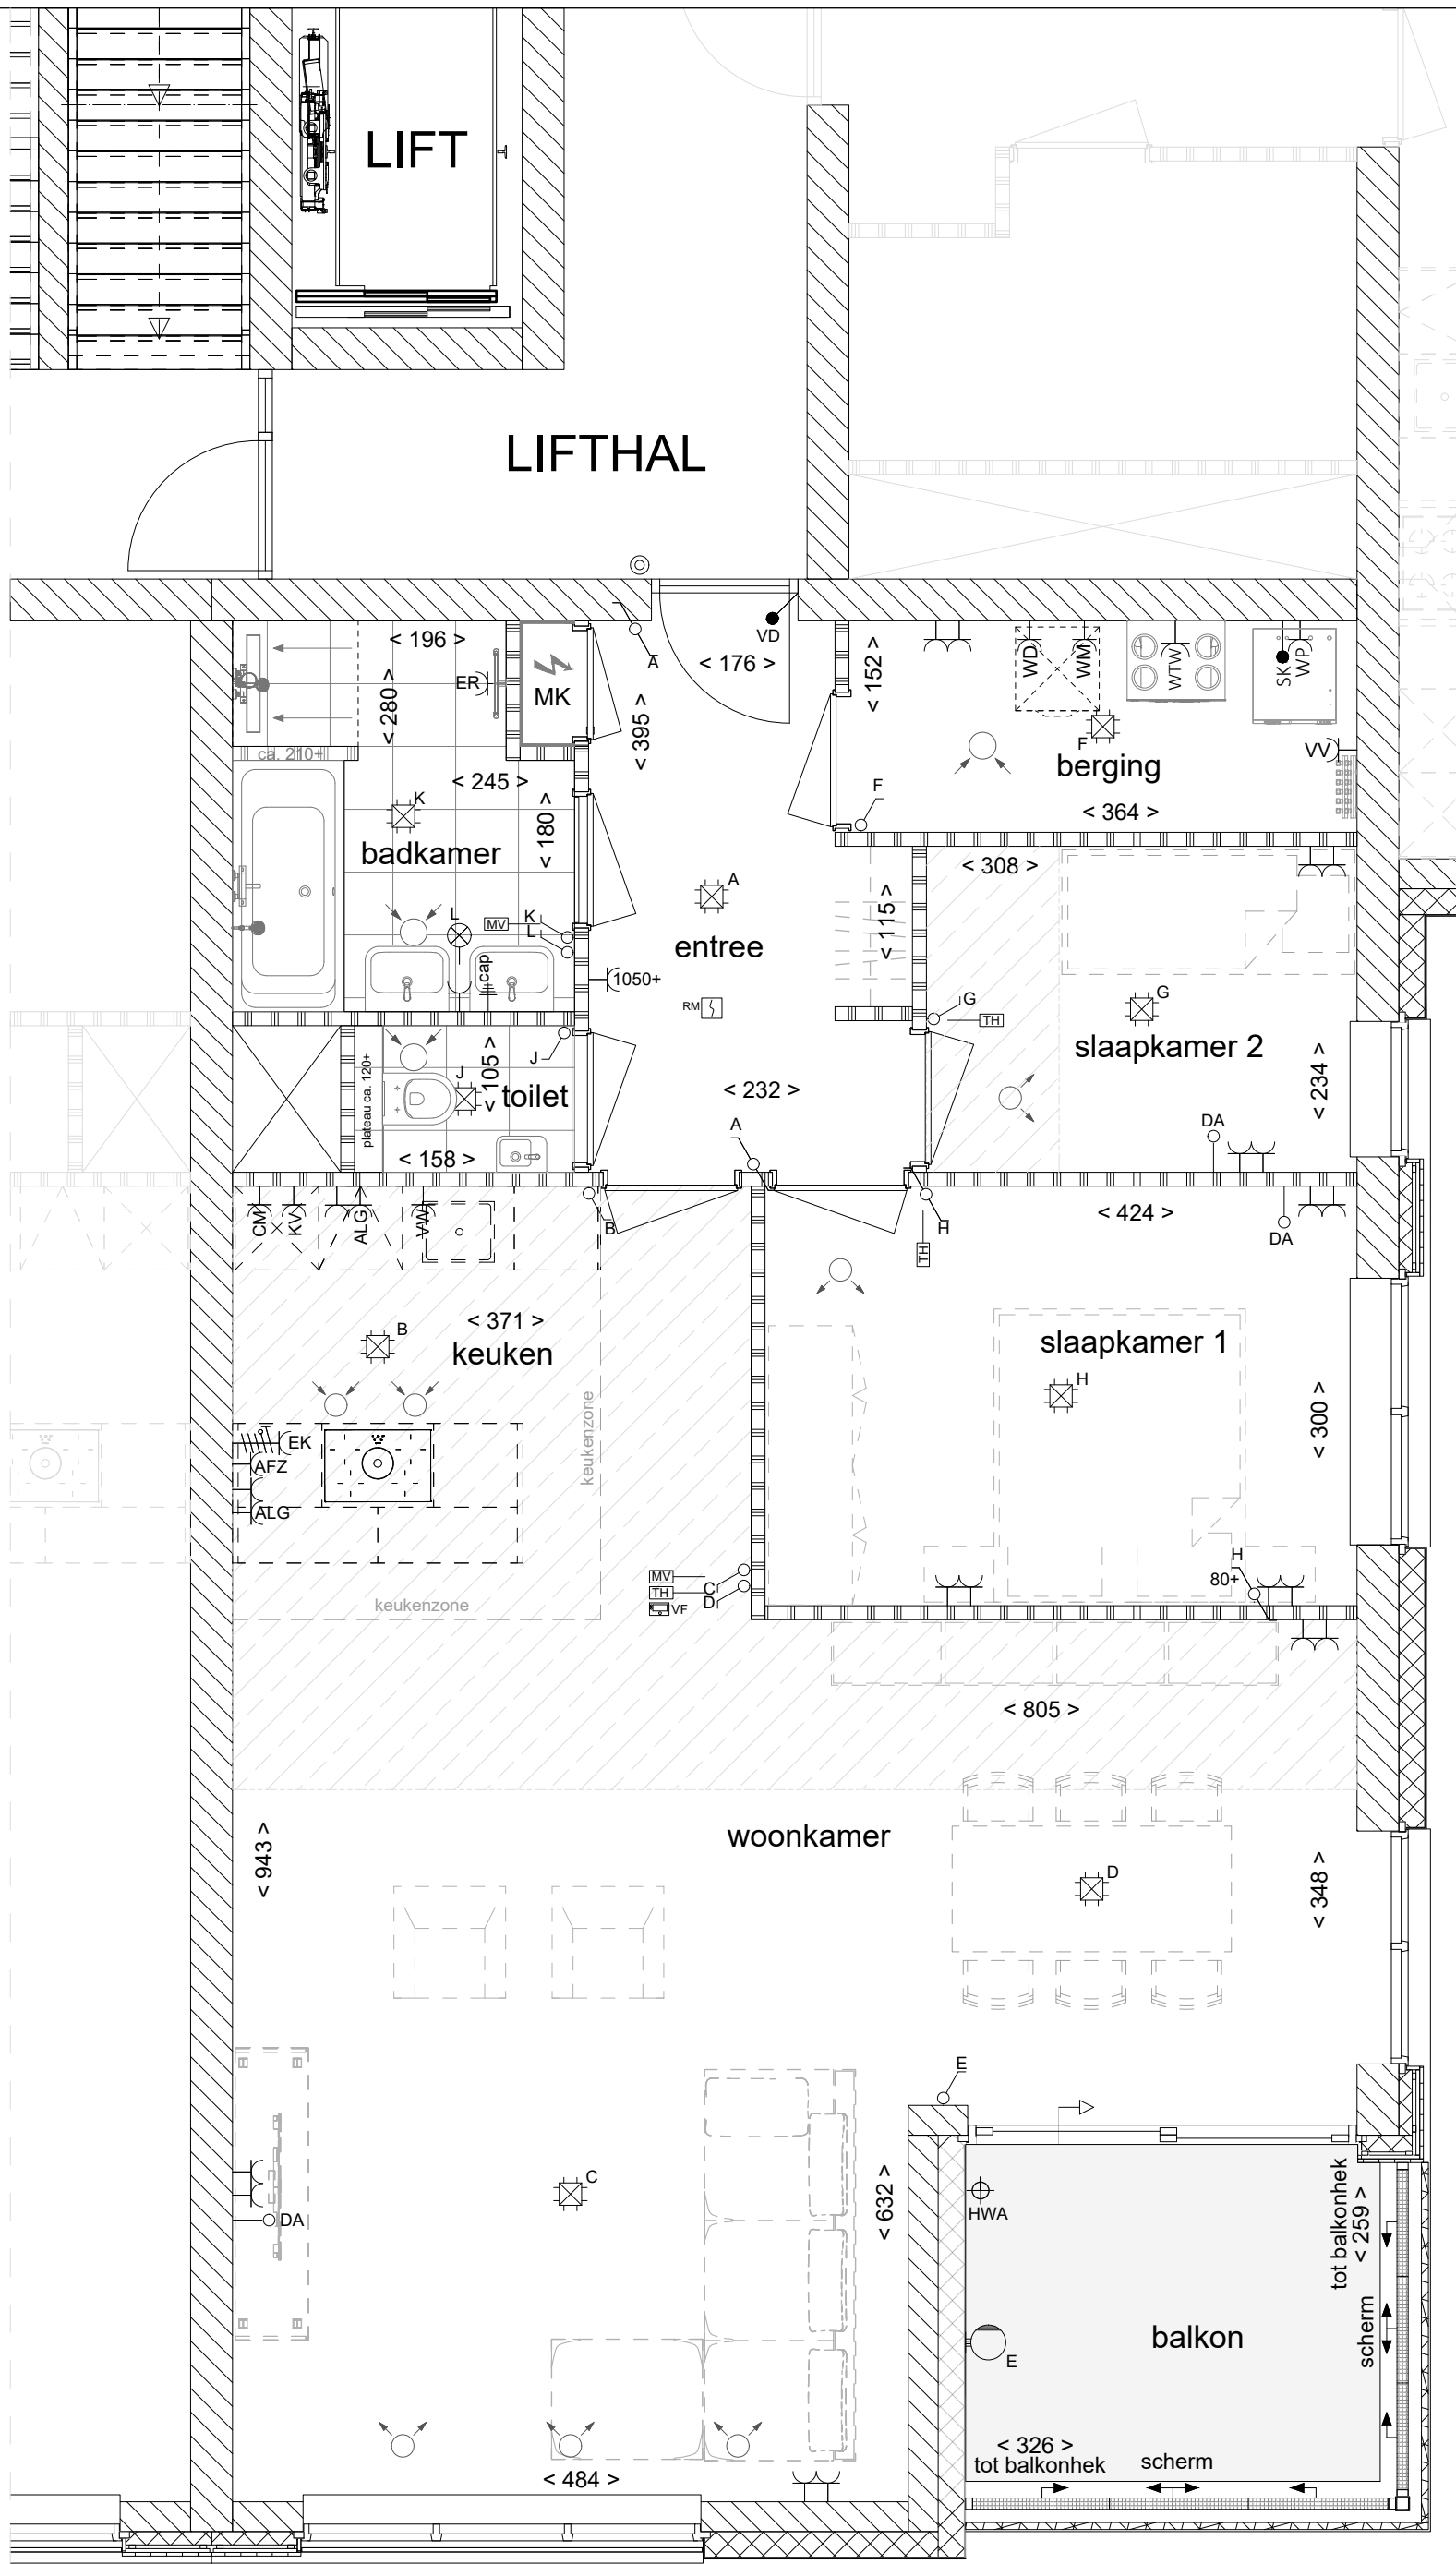 LIFT
LIFTHAL
VD
< 176 >
A
< 196 >
< 280 >
ER
MK
< 395 >
< 152 >
WD
WM
WTW
SK
WP
VV
F
berging
< 364 >
F
ca. 210+
< 245 >
K
badkamer
< 180 >
L
MV
K
L
cap
1050+
A
entree
RM
< 115 >
< 308 >
G
TH
G
slaapkamer 2
< 234 >
DA
J
J
< 105 >
toilet
plateau ca. 120+
< 158 >
< 232 >
A
CM
KV
ALG
VW
B
H
TH
< 424 >
DA
< 371 >
B
keuken
keukenzone
keukenzone
EK
AFZ
ALG
slaapkamer 1
H
< 300 >
H
80+
MV
TH
VF
C
D
< 805 >
woonkamer
< 943 >
D
< 348 >
E
C
DA
< 632 >
HWA
tot balkonhek
< 259 >
balkon
scherm
E
< 326 >
tot balkonhek
scherm
< 484 >